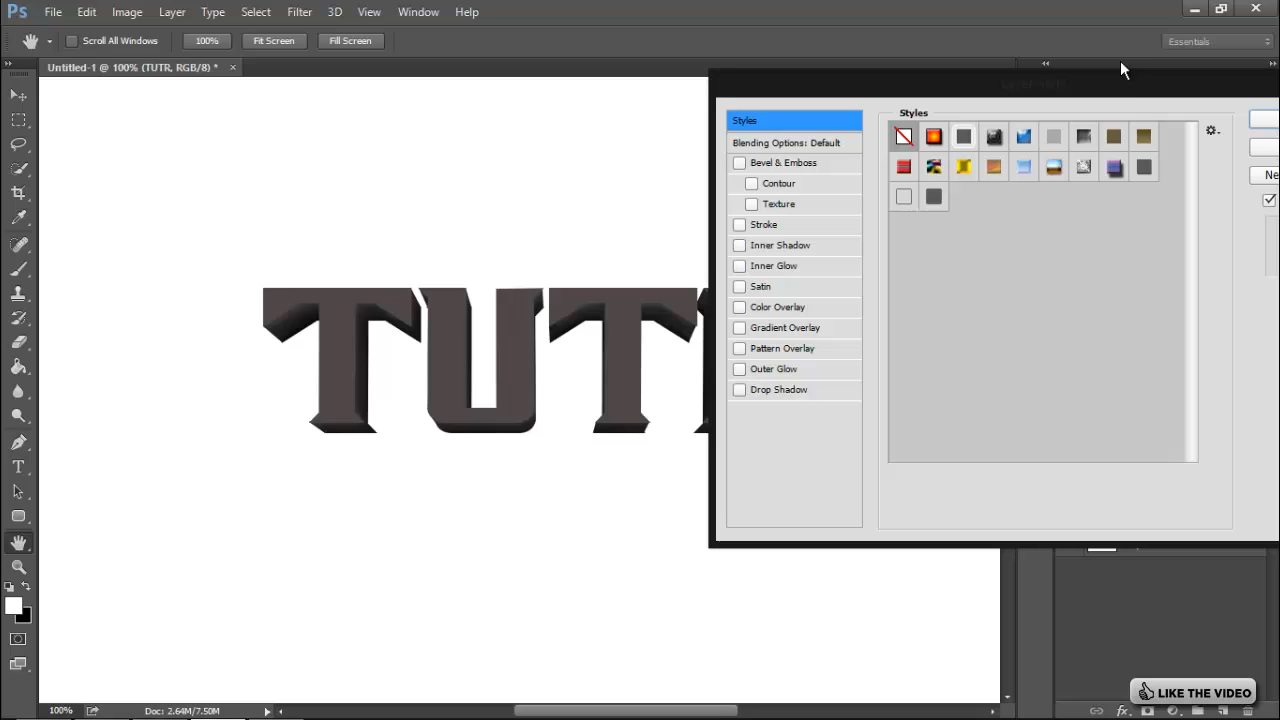 Ps File Edit Image Layer Type Select Filter 3D View Window Help
Scroll All Windows 100% Fit Screen Fill Screen Essentials
Untitled-1 @ 100% (TUTR, RGB/8) * ×
Styles
Styles
Blending Options: Default
Bevel & Emboss
Contour
Texture
Stroke
Inner Shadow
Inner Glow
Satin
Color Overlay
Gradient Overlay
Pattern Overlay
Outer Glow
Drop Shadow
Ne
TUT
LIKE THE VIDEO
100% Doc: 2.64M/7.50M
fx